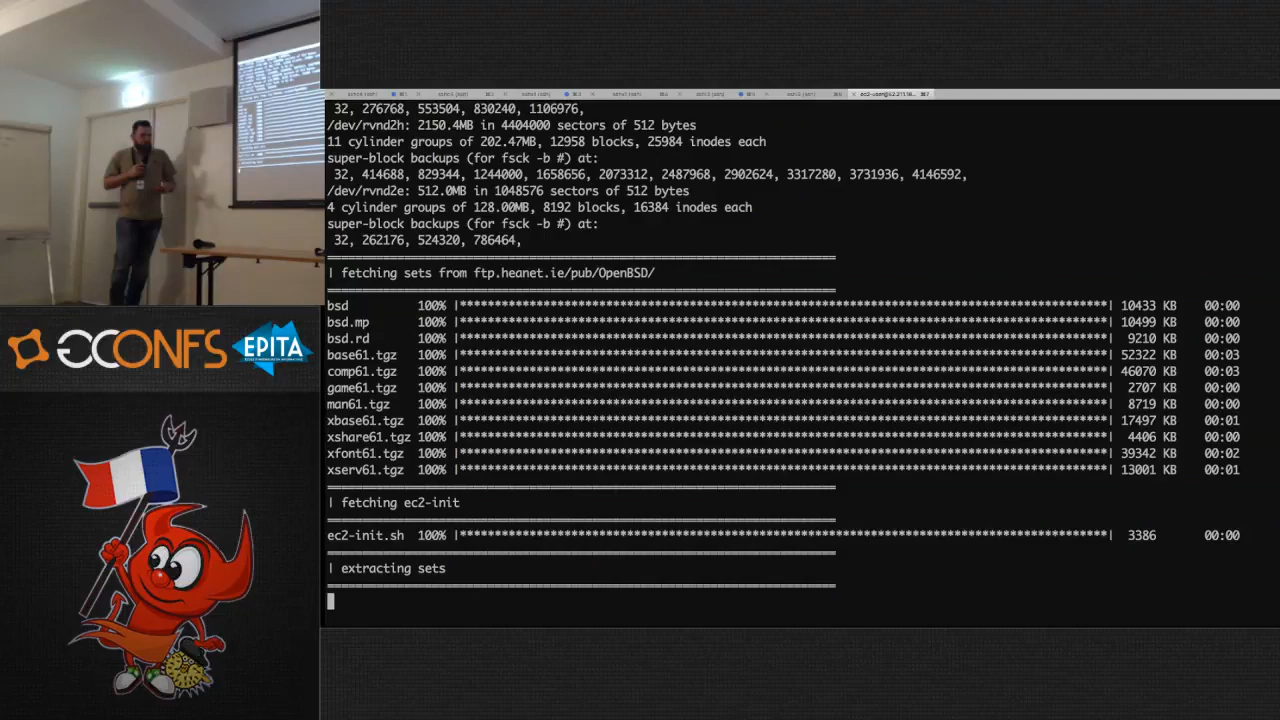 32, 276768, 553504, 830240, 1106976,
/dev/rvnd2h: 2150.4MB in 4404000 sectors of 512 bytes
11 cylinder groups of 202.47MB, 12958 blocks, 25984 inodes each
super-block backups (for fsck -b #) at:
32, 414688, 829344, 1244000, 1658656, 2073312, 2487968, 2902624, 3317280, 3731936, 4146592,
/dev/rvnd2e: 512.0MB in 1048576 sectors of 512 bytes
4 cylinder groups of 128.00MB, 8192 blocks, 16384 inodes each
super-block backups (for fsck -b #) at:
32, 262176, 524320, 786464,
| fetching sets from ftp.heanet.ie/pub/OpenBSD/
bsd 100% 10433 KB 00:00
bsd.mp 100% 10499 KB 00:00
bsd.rd 100% 9210 KB 00:00
base61.tgz 100% 52322 KB 00:03
comp61.tgz 100% 46070 KB 00:03
game61.tgz 100% 2707 KB 00:00
man61.tgz 100% 8719 KB 00:00
xbase61.tgz 100% 17497 KB 00:01
xshare61.tgz 100% 4406 KB 00:00
xfont61.tgz 100% 39342 KB 00:02
xserv61.tgz 100% 13001 KB 00:01
| fetching ec2-init
ec2-init.sh 100% 3386 00:00
| extracting sets
GCONFS
EPITA